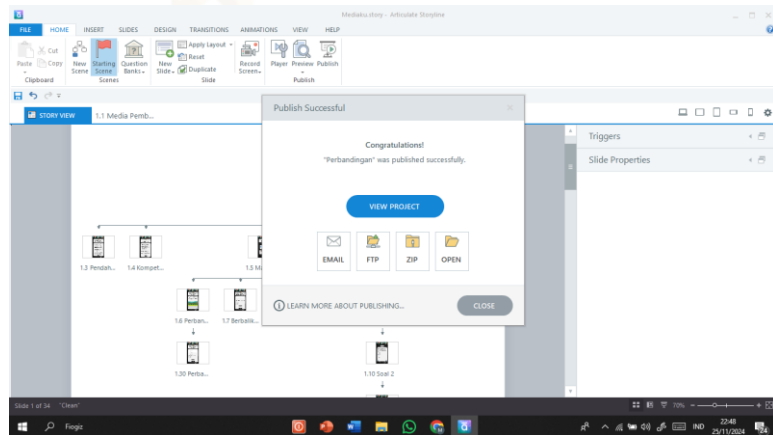 Mediaku.story - Articulate Storyline
FILE HOME INSERT SLIDES DESIGN TRANSITIONS ANIMATIONS VIEW HELP
Paste
Cut
Copy
Clipboard
New Scene
Starting Scene
Question Banks
Scenes
New Slide
Apply Layout
Reset
Duplicate
Slide
Record Screen
Player
Preview
Publish
Publish
STORY VIEW
1.1 Media Pemb...
Publish Successful
Congratulations!
"Perbandingan" was published successfully.
VIEW PROJECT
EMAIL FTP ZIP OPEN
LEARN MORE ABOUT PUBLISHING...
CLOSE
Triggers
Slide Properties
1.3 Pendah...
1.4 Kompet...
1.6 Perban...
1.7 Berbalik...
1.20 Perba...
1.10 Soal 2
Slide 1 of 34 "Clean"
70%
IND
22:48
25/11/2024